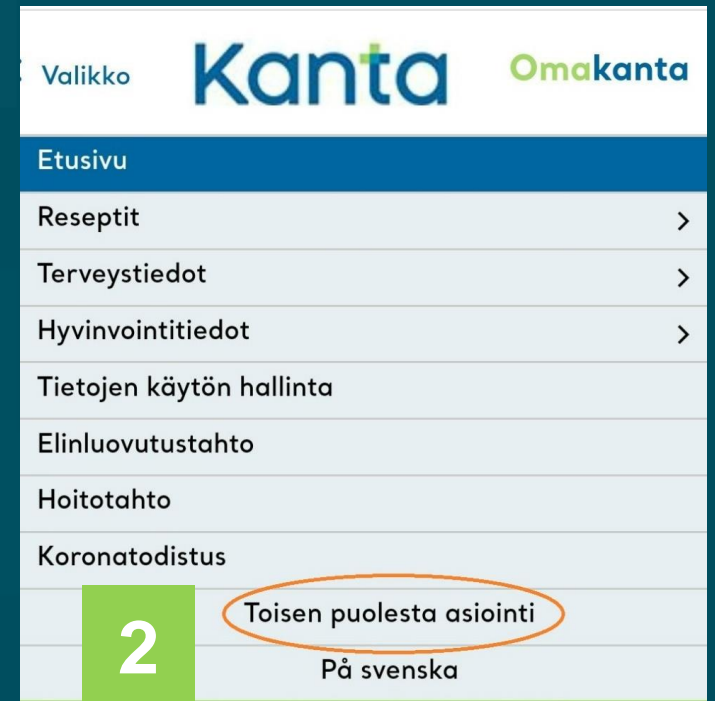 Valikko Kanta Omakanta
Etusivu
Reseptit
Terveystiedot
Hyvinvointitiedot
Tietojen käytön hallinta
Elinluovutustahto
Hoitotahto
Koronatodistus
Toisen puolesta asiointi
2
På svenska